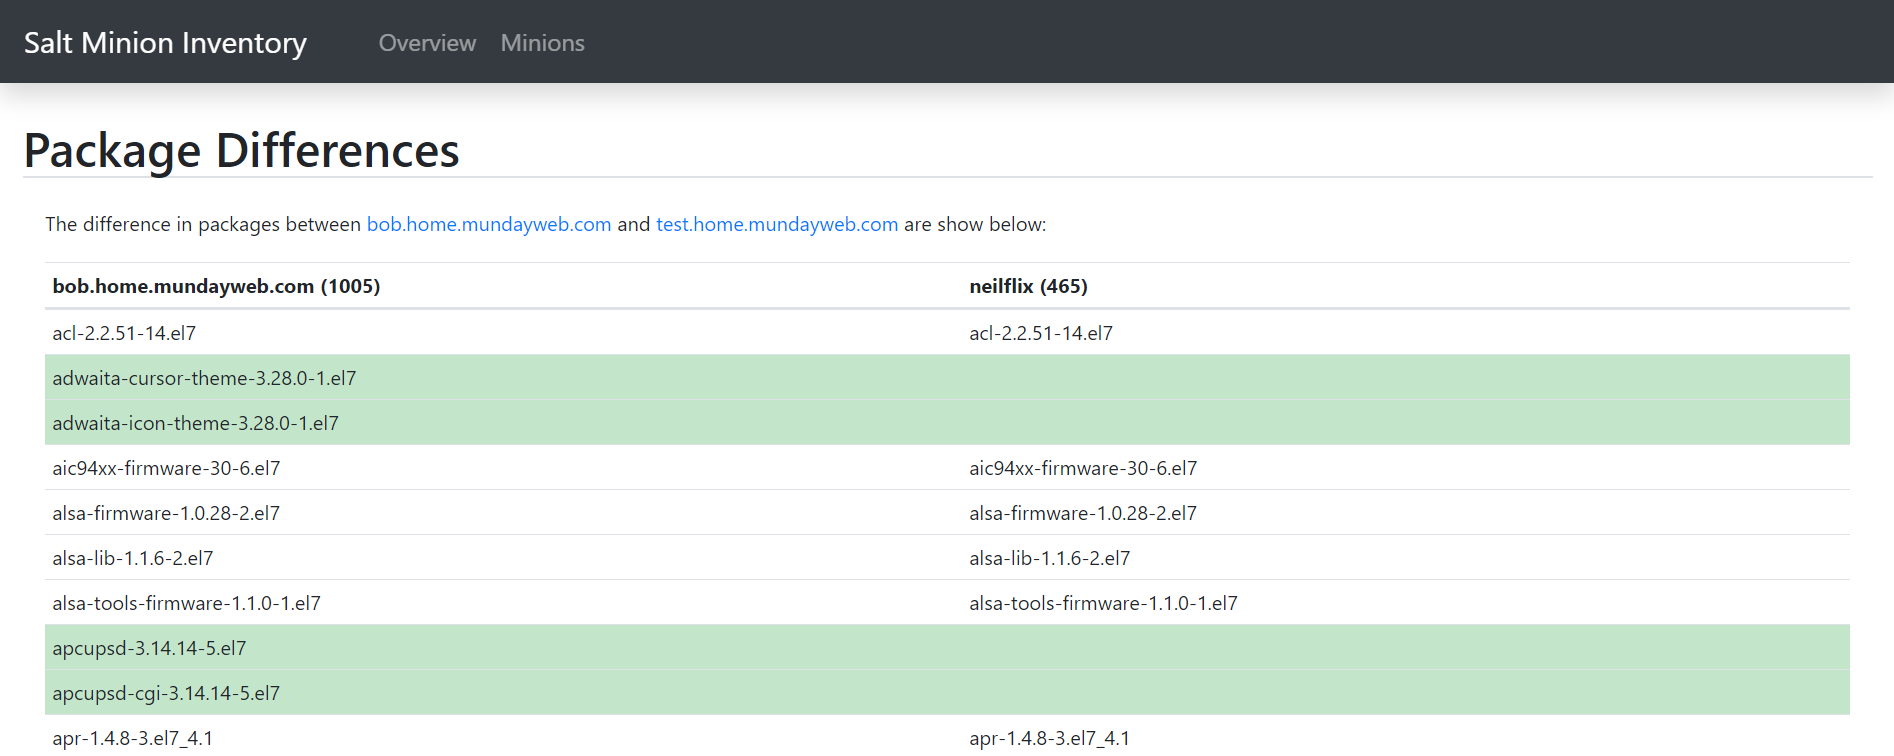 Salt Minion Inventory Overview Minions
Package Differences
The difference in packages between bob.home.mundayweb.com and test.home.mundayweb.com are show below:
bob.home.mundayweb.com (1005) neilflix (465)
acl-2.2.51-14.el7 acl-2.2.51-14.el7
adwaita-cursor-theme-3.28.0-1.el7
adwaita-icon-theme-3.28.0-1.el7
aic94xx-firmware-30-6.el7 aic94xx-firmware-30-6.el7
alsa-firmware-1.0.28-2.el7 alsa-firmware-1.0.28-2.el7
alsa-lib-1.1.6-2.el7 alsa-lib-1.1.6-2.el7
alsa-tools-firmware-1.1.0-1.el7 alsa-tools-firmware-1.1.0-1.el7
apcupsd-3.14.14-5.el7
apcupsd-cgi-3.14.14-5.el7
apr-1.4.8-3.el7_4.1 apr-1.4.8-3.el7_4.1